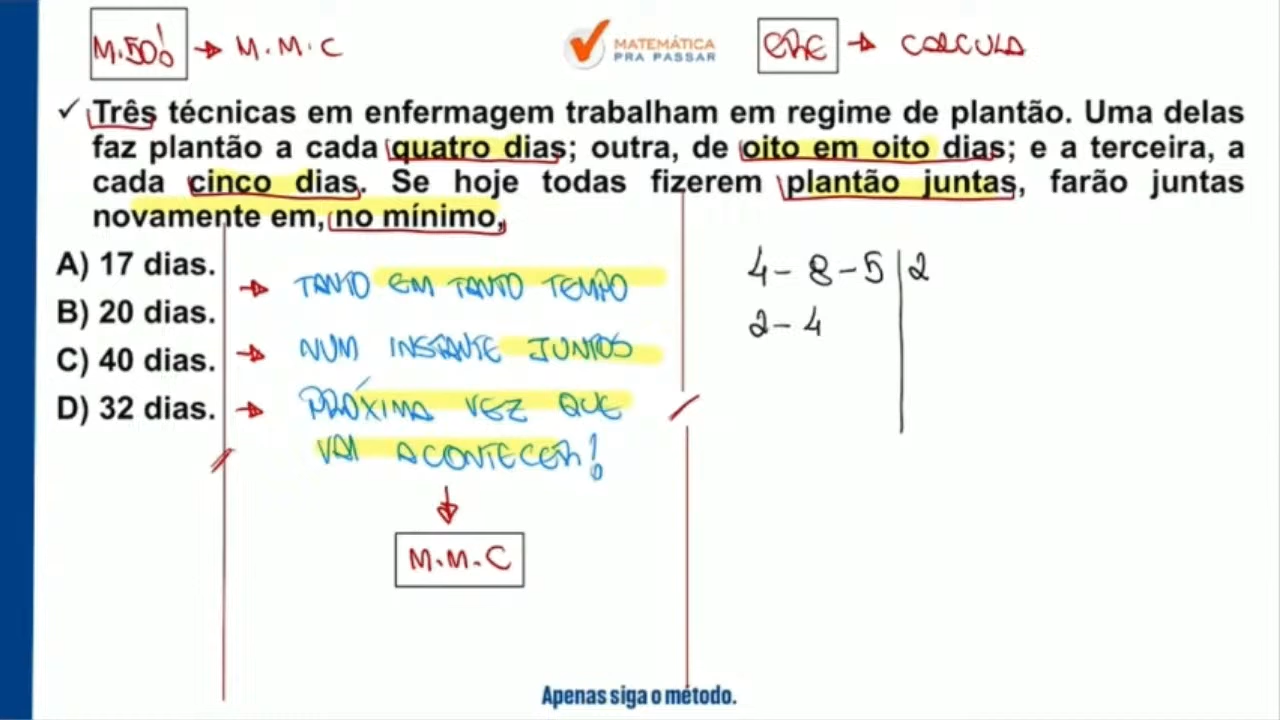 M.50! → M.M.C
MATEMÁTICA
PRA PASSAR
→ CALCULA
✓ Três técnicas em enfermagem trabalham em regime de plantão. Uma delas
faz plantão a cada quatro dias; outra, de oito em oito dias; e a terceira, a
cada cinco dias. Se hoje todas fizerem plantão juntas, farão juntas
novamente em, no mínimo,
A) 17 dias.
B) 20 dias.
C) 40 dias.
D) 32 dias.
→ TANTO EM TANTO TEMPO
→ NUM INSTANTE JUNTOS
→ PRÓXIMA VEZ QUE
VAI ACONTECER!
M.M.C
4 - 8 - 5 | 2
2 - 4
Apenas siga o método.